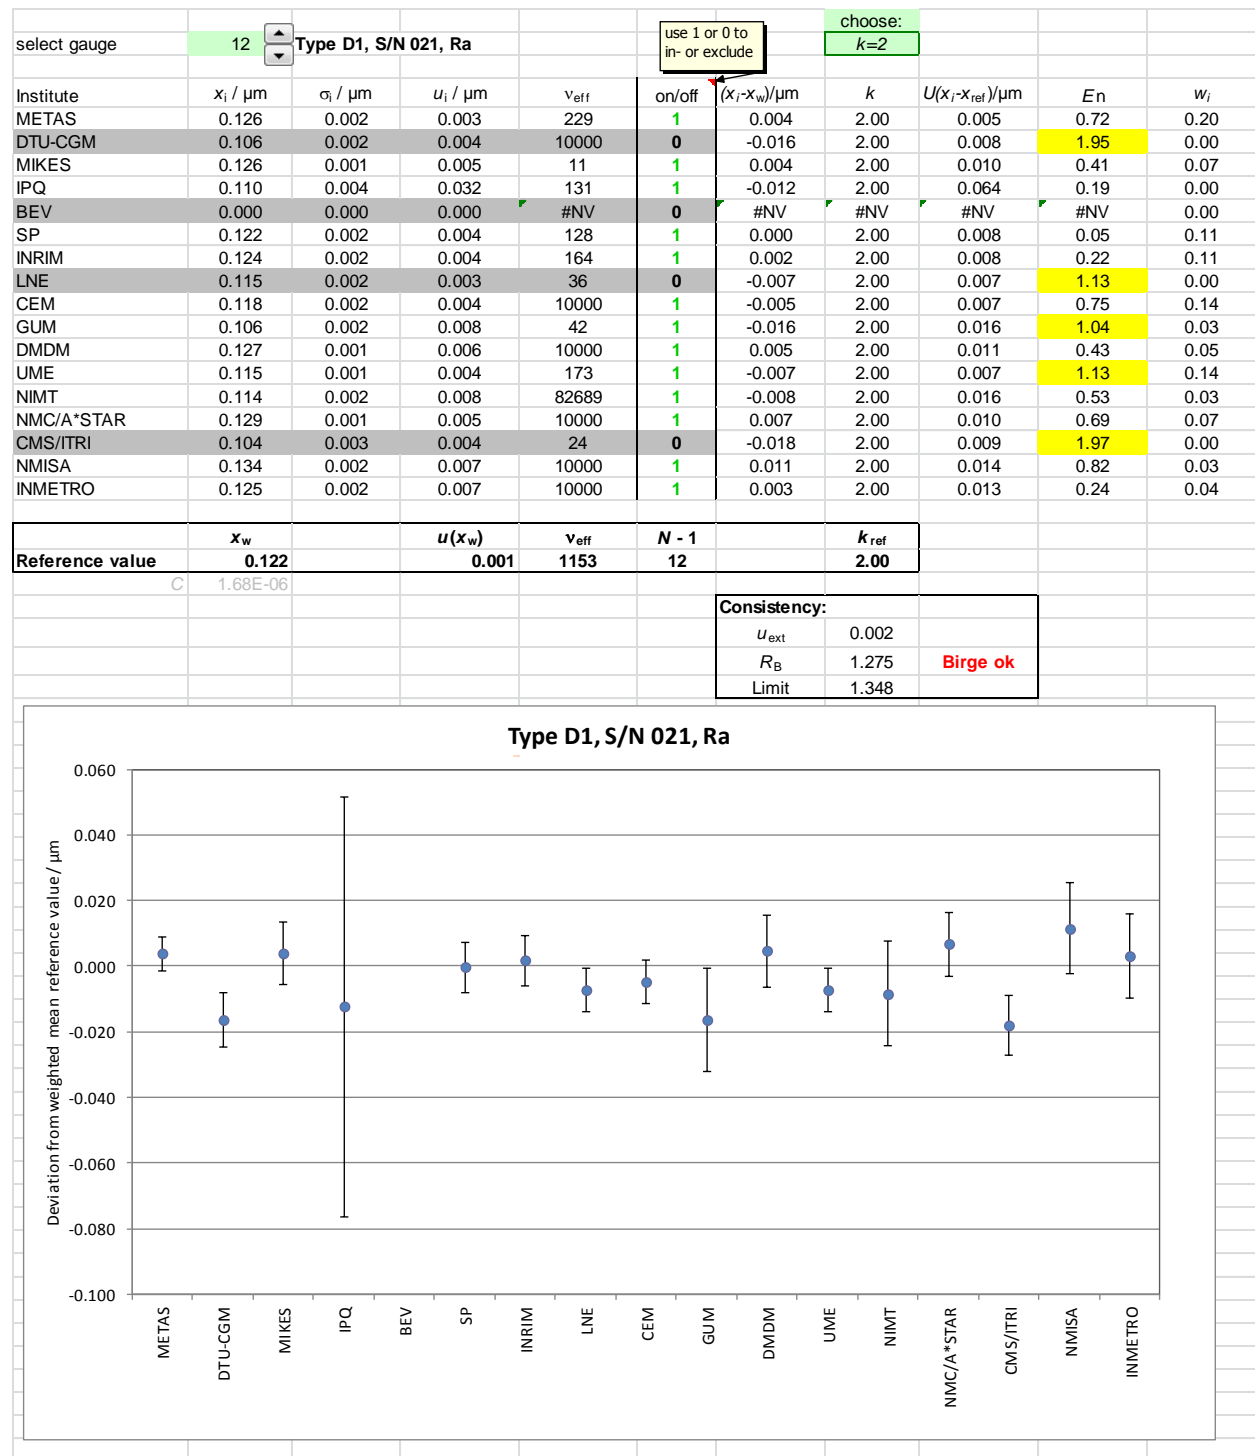 choose:
select gauge 12 Type D1, S/N 021, Ra use 1 or 0 to in- or exclude k=2
Institute xi / µm σi / µm ui / µm νeff on/off (xi-xw)/µm k U(xi-xref)/µm En wi
METAS 0.126 0.002 0.003 229 1 0.004 2.00 0.005 0.72 0.20
DTU-CGM 0.106 0.002 0.004 10000 0 -0.016 2.00 0.008 1.95 0.00
MIKES 0.126 0.001 0.005 11 1 0.004 2.00 0.010 0.41 0.07
IPQ 0.110 0.004 0.032 131 1 -0.012 2.00 0.064 0.19 0.00
BEV 0.000 0.000 0.000 #NV 0 #NV #NV #NV #NV 0.00
SP 0.122 0.002 0.004 128 1 0.000 2.00 0.008 0.05 0.11
INRIM 0.124 0.002 0.004 164 1 0.002 2.00 0.008 0.22 0.11
LNE 0.115 0.002 0.003 36 0 -0.007 2.00 0.007 1.13 0.00
CEM 0.118 0.002 0.004 10000 1 -0.005 2.00 0.007 0.75 0.14
GUM 0.106 0.002 0.008 42 1 -0.016 2.00 0.016 1.04 0.03
DMDM 0.127 0.001 0.006 10000 1 0.005 2.00 0.011 0.43 0.05
UME 0.115 0.001 0.004 173 1 -0.007 2.00 0.007 1.13 0.14
NIMT 0.114 0.002 0.008 82689 1 -0.008 2.00 0.016 0.53 0.03
NMC/A*STAR 0.129 0.001 0.005 10000 1 0.007 2.00 0.010 0.69 0.07
CMS/ITRI 0.104 0.003 0.004 24 0 -0.018 2.00 0.009 1.97 0.00
NMISA 0.134 0.002 0.007 10000 1 0.011 2.00 0.014 0.82 0.03
INMETRO 0.125 0.002 0.007 10000 1 0.003 2.00 0.013 0.24 0.04
xw u(xw) νeff N - 1 kref
Reference value 0.122 0.001 1153 12 2.00
C 1.68E-06
Consistency:
uext 0.002
RB 1.275 Birge ok
Limit 1.348
Type D1, S/N 021, Ra
Deviation from weighted mean reference value / µm
0.060
0.040
0.020
0.000
-0.020
-0.040
-0.060
-0.080
-0.100
METAS DTU-CGM MIKES IPQ BEV SP INRIM LNE CEM GUM DMDM UME NIMT NMC/A*STAR CMS/ITRI NMISA INMETRO